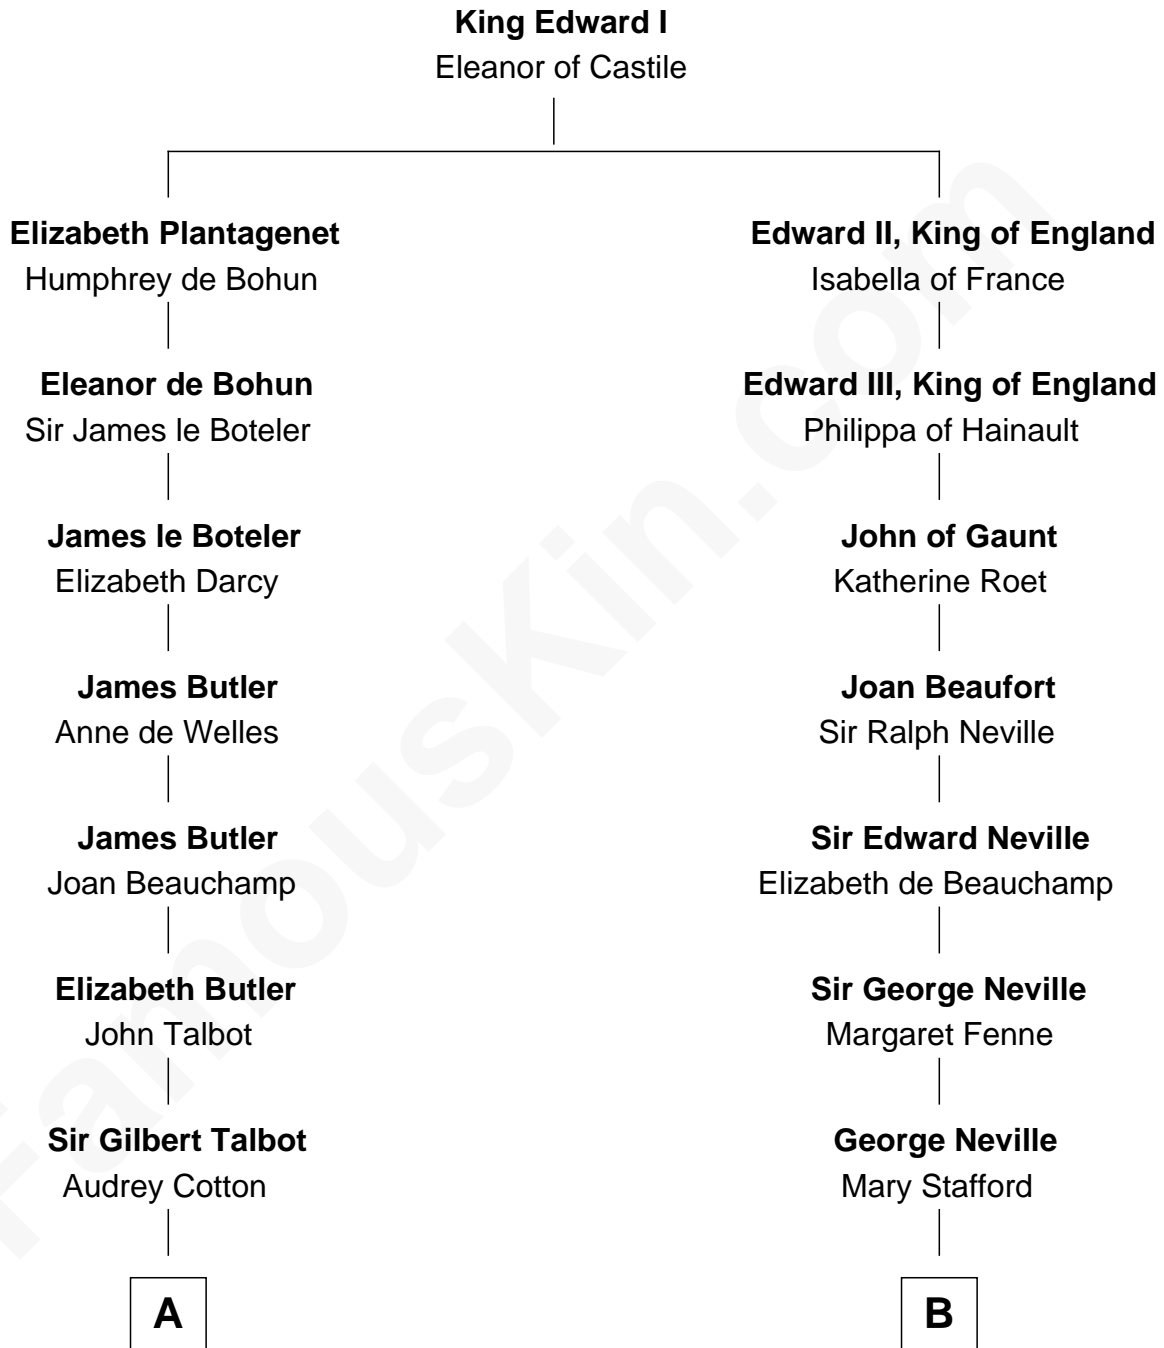 King Edward I
Eleanor of Castile
Elizabeth Plantagenet
Humphrey de Bohun
Edward II, King of England
Isabella of France
Eleanor de Bohun
Sir James le Boteler
Edward III, King of England
Philippa of Hainault
James le Boteler
Elizabeth Darcy
John of Gaunt
Katherine Roet
James Butler
Anne de Welles
Joan Beaufort
Sir Ralph Neville
James Butler
Joan Beauchamp
Sir Edward Neville
Elizabeth de Beauchamp
Elizabeth Butler
John Talbot
Sir George Neville
Margaret Fenne
Sir Gilbert Talbot
Audrey Cotton
George Neville
Mary Stafford
A
B
FamousKin.com